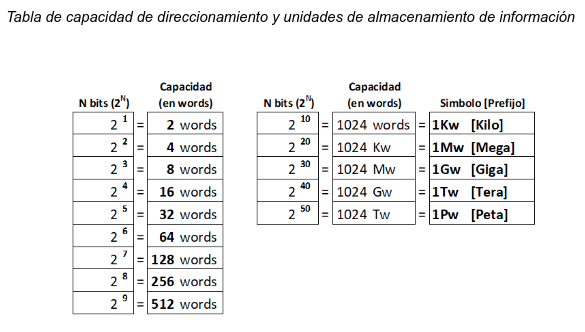 Tabla de capacidad de direccionamiento y unidades de almacenamiento de información
N bits (2^N) Capacidad (en words)
2^1 = 2 words
2^2 = 4 words
2^3 = 8 words
2^4 = 16 words
2^5 = 32 words
2^6 = 64 words
2^7 = 128 words
2^8 = 256 words
2^9 = 512 words
N bits (2^N) Capacidad (en words) Simbolo [Prefijo]
2^10 = 1024 words = 1Kw [Kilo]
2^20 = 1024 Kw = 1Mw [Mega]
2^30 = 1024 Mw = 1Gw [Giga]
2^40 = 1024 Gw = 1Tw [Tera]
2^50 = 1024 Tw = 1Pw [Peta]